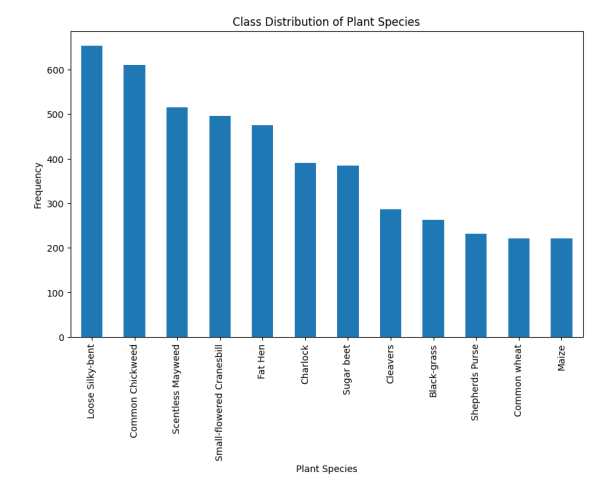 Class Distribution of Plant Species
Frequency
600
500
400
300
200
100
0
Loose Silky-bent
Common Chickweed
Scentless Mayweed
Small-flowered Cranesbill
Fat Hen
Charlock
Sugar beet
Cleavers
Black-grass
Shepherds Purse
Common wheat
Maize
Plant Species